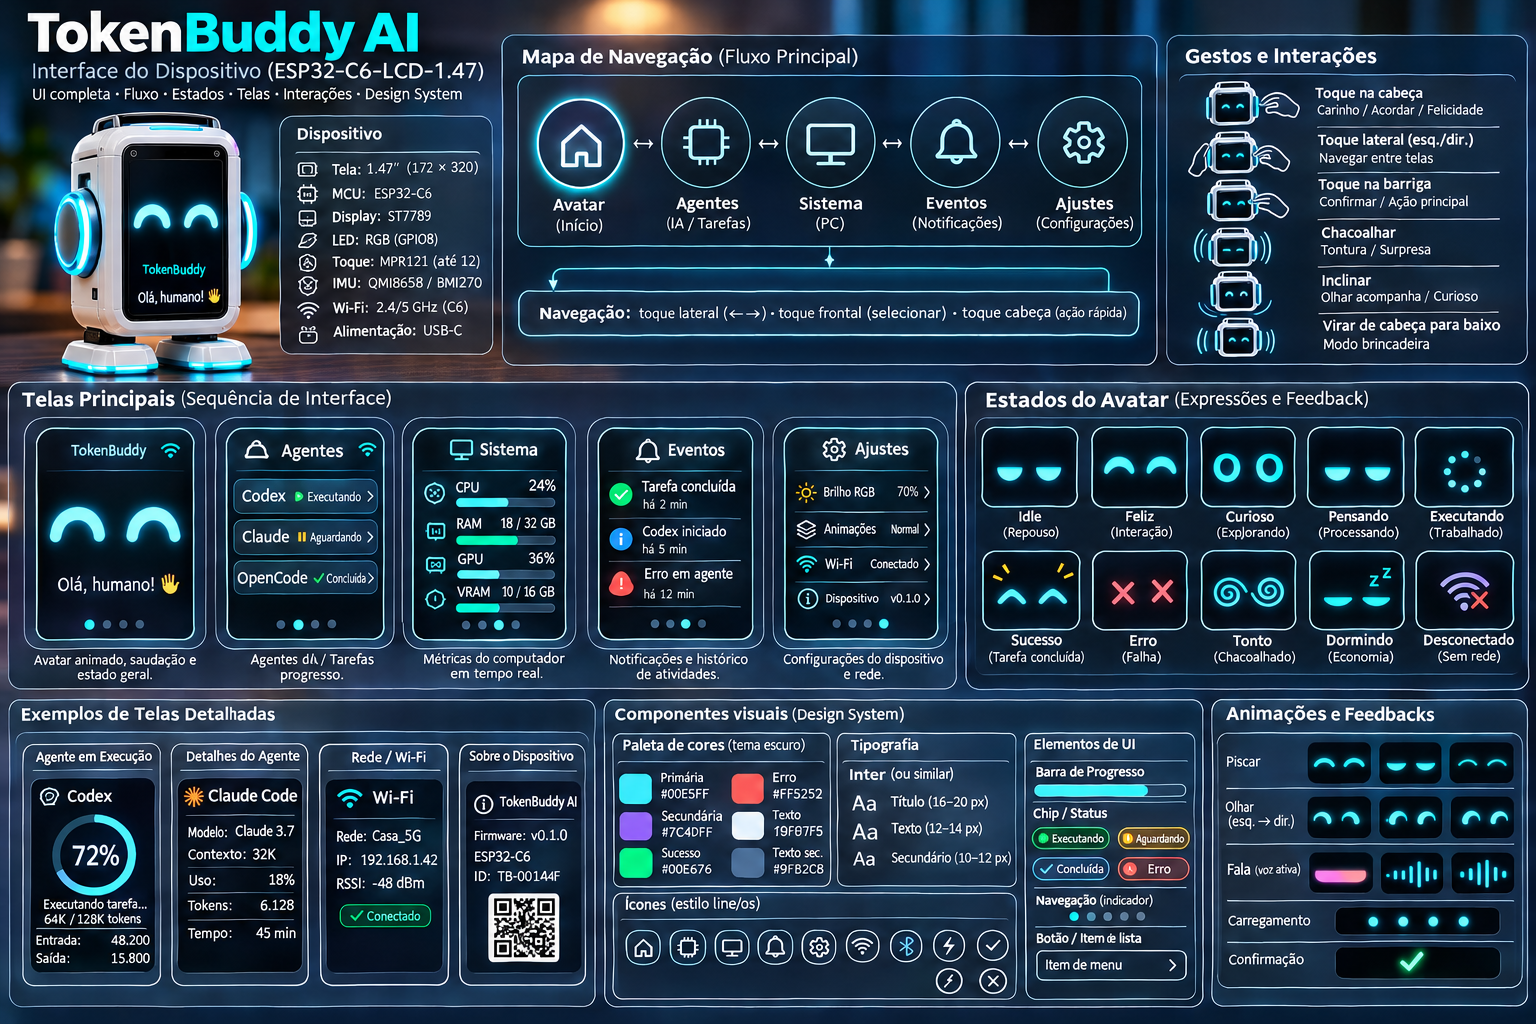 TokenBuddy AI
Interface do Dispositivo (ESP32-C6-LCD-1.47)
UI completa • Fluxo • Estados • Telas • Interações • Design System
TokenBuddy
Olá, humano! 👋
Dispositivo
Tela: 1.47" (172 × 320)
MCU: ESP32-C6
Display: ST7789
LED: RGB (GPIO8)
Toque: MPR121 (até 12)
IMU: QMI8658 / BMI270
Wi-Fi: 2.4/5 GHz (C6)
Alimentação: USB-C
Mapa de Navegação (Fluxo Principal)
Avatar
(Início)
Agentes
(IA / Tarefas)
Sistema
(PC)
Eventos
(Notificações)
Ajustes
(Configurações)
Navegação: toque lateral (←→) • toque frontal (selecionar) • toque cabeça (ação rápida)
Gestos e Interações
Toque na cabeça
Carinho / Acordar / Felicidade
Toque lateral (esq./dir.)
Navegar entre telas
Toque na barriga
Confirmar / Ação principal
Chacoalhar
Tontura / Surpresa
Inclinar
Olhar acompanha / Curioso
Virar de cabeça para baixo
Modo brincadeira
Telas Principais (Sequência de Interface)
TokenBuddy
Olá, humano! 👋
Avatar animado, saudação e
estado geral.
Agentes
Codex Executando >
Claude Aguardando >
OpenCode ✓ Concluida >
Agentes / Tarefas
progresso.
Sistema
CPU 24%
RAM 18 / 32 GB
GPU 36%
VRAM 10 / 16 GB
Métricas do computador
em tempo real.
Eventos
Tarefa concluída
há 2 min
Codex iniciado
há 5 min
Erro em agente
há 12 min
Notificações e histórico
de atividades.
Ajustes
Brilho RGB 70% >
Animações Normal >
Wi-Fi Conectado >
Dispositivo v0.1.0 >
Configurações do dispositivo
e rede.
Estados do Avatar (Expressões e Feedback)
Idle
(Repouso)
Feliz
(Interação)
Curioso
(Explorando)
Pensando
(Processando)
Executando
(Trabalhado)
Sucesso
(Tarefa concluída)
Erro
(Falha)
Tonto
(Chacoalhado)
z z
Dormindo
(Economia)
Desconectado
(Sem rede)
Exemplos de Telas Detalhadas
Agente em Execução
Codex
72%
Executando tarefa...
64K / 128K tokens
Entrada: 48.200
Saída: 15.800
Detalhes do Agente
Claude Code
Modelo: Claude 3.7
Contexto: 32K
Uso: 18%
Tokens: 6.128
Tempo: 45 min
Rede / Wi-Fi
Wi-Fi
Rede: Casa_5G
IP: 192.168.1.42
RSSI: -48 dBm
✓ Conectado
Sobre o Dispositivo
TokenBuddy AI
Firmware: v0.1.0
ESP32-C6
ID: TB-00144F
Componentes visuais (Design System)
Paleta de cores (tema escuro)
Primária
#00E5FF
Secundária
#7C4DFF
Sucesso
#00E676
Erro
#FF5252
Texto
Texto sec.
#9FB2C8
Tipografia
Inter (ou similar)
Aa Título (16–20 px)
Aa Texto (12–14 px)
Aa Secundário (10–12 px)
Ícones (estilo line/os)
Elementos de UI
Barra de Progresso
Chip / Status
Executando
Aguardando
✓ Concluída
Erro
Navegação (indicador)
Botão / Item de lista
Item de menu >
Animações e Feedbacks
Piscar
Olhar
(esq. → dir.)
Fala (voz ativa)
Carregamento
Confirmação